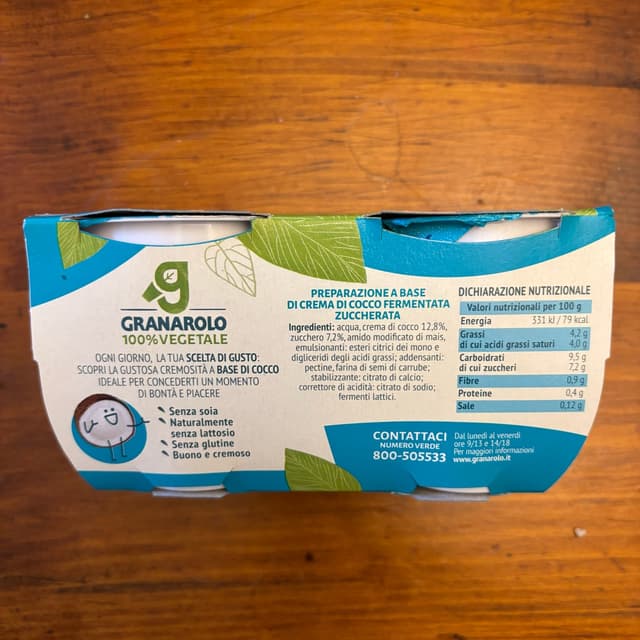 g
GRANAROLO
100% VEGETALE
OGNI GIORNO, LA TUA SCELTA DI GUSTO:
SCOPRI LA GUSTOSA CREMOSITÀ A BASE DI COCCO
IDEALE PER CONCEDERTI UN MOMENTO
DI BONTÀ E PIACERE
Senza soia
Naturalmente
senza lattosio
Senza glutine
Buono e cremoso
PREPARAZIONE A BASE
DI CREMA DI COCCO FERMENTATA
ZUCCHERATA
Ingredienti: acqua, crema di cocco 12,8%,
zucchero 7,2%, amido modificato di mais,
emulsionanti: esteri citrici dei mono e
digliceridi degli acidi grassi; addensanti:
pectine, farina di semi di carrube;
stabilizzante: citrato di calcio;
correttore di acidità: citrato di sodio;
fermenti lattici.
DICHIARAZIONE NUTRIZIONALE
Valori nutrizionali per 100 g
Energia 331 kJ / 79 kcal
Grassi 4,2 g
di cui acidi grassi saturi 4,0 g
Carboidrati 9,5 g
di cui zuccheri 7,2 g
Fibre 0,9 g
Proteine 0,4 g
Sale 0,12 g
CONTATTACI
NUMERO VERDE
800-505533
Dal lunedì al venerdì
ore 9/13 e 14/18
Per maggiori informazioni
www.granarolo.it